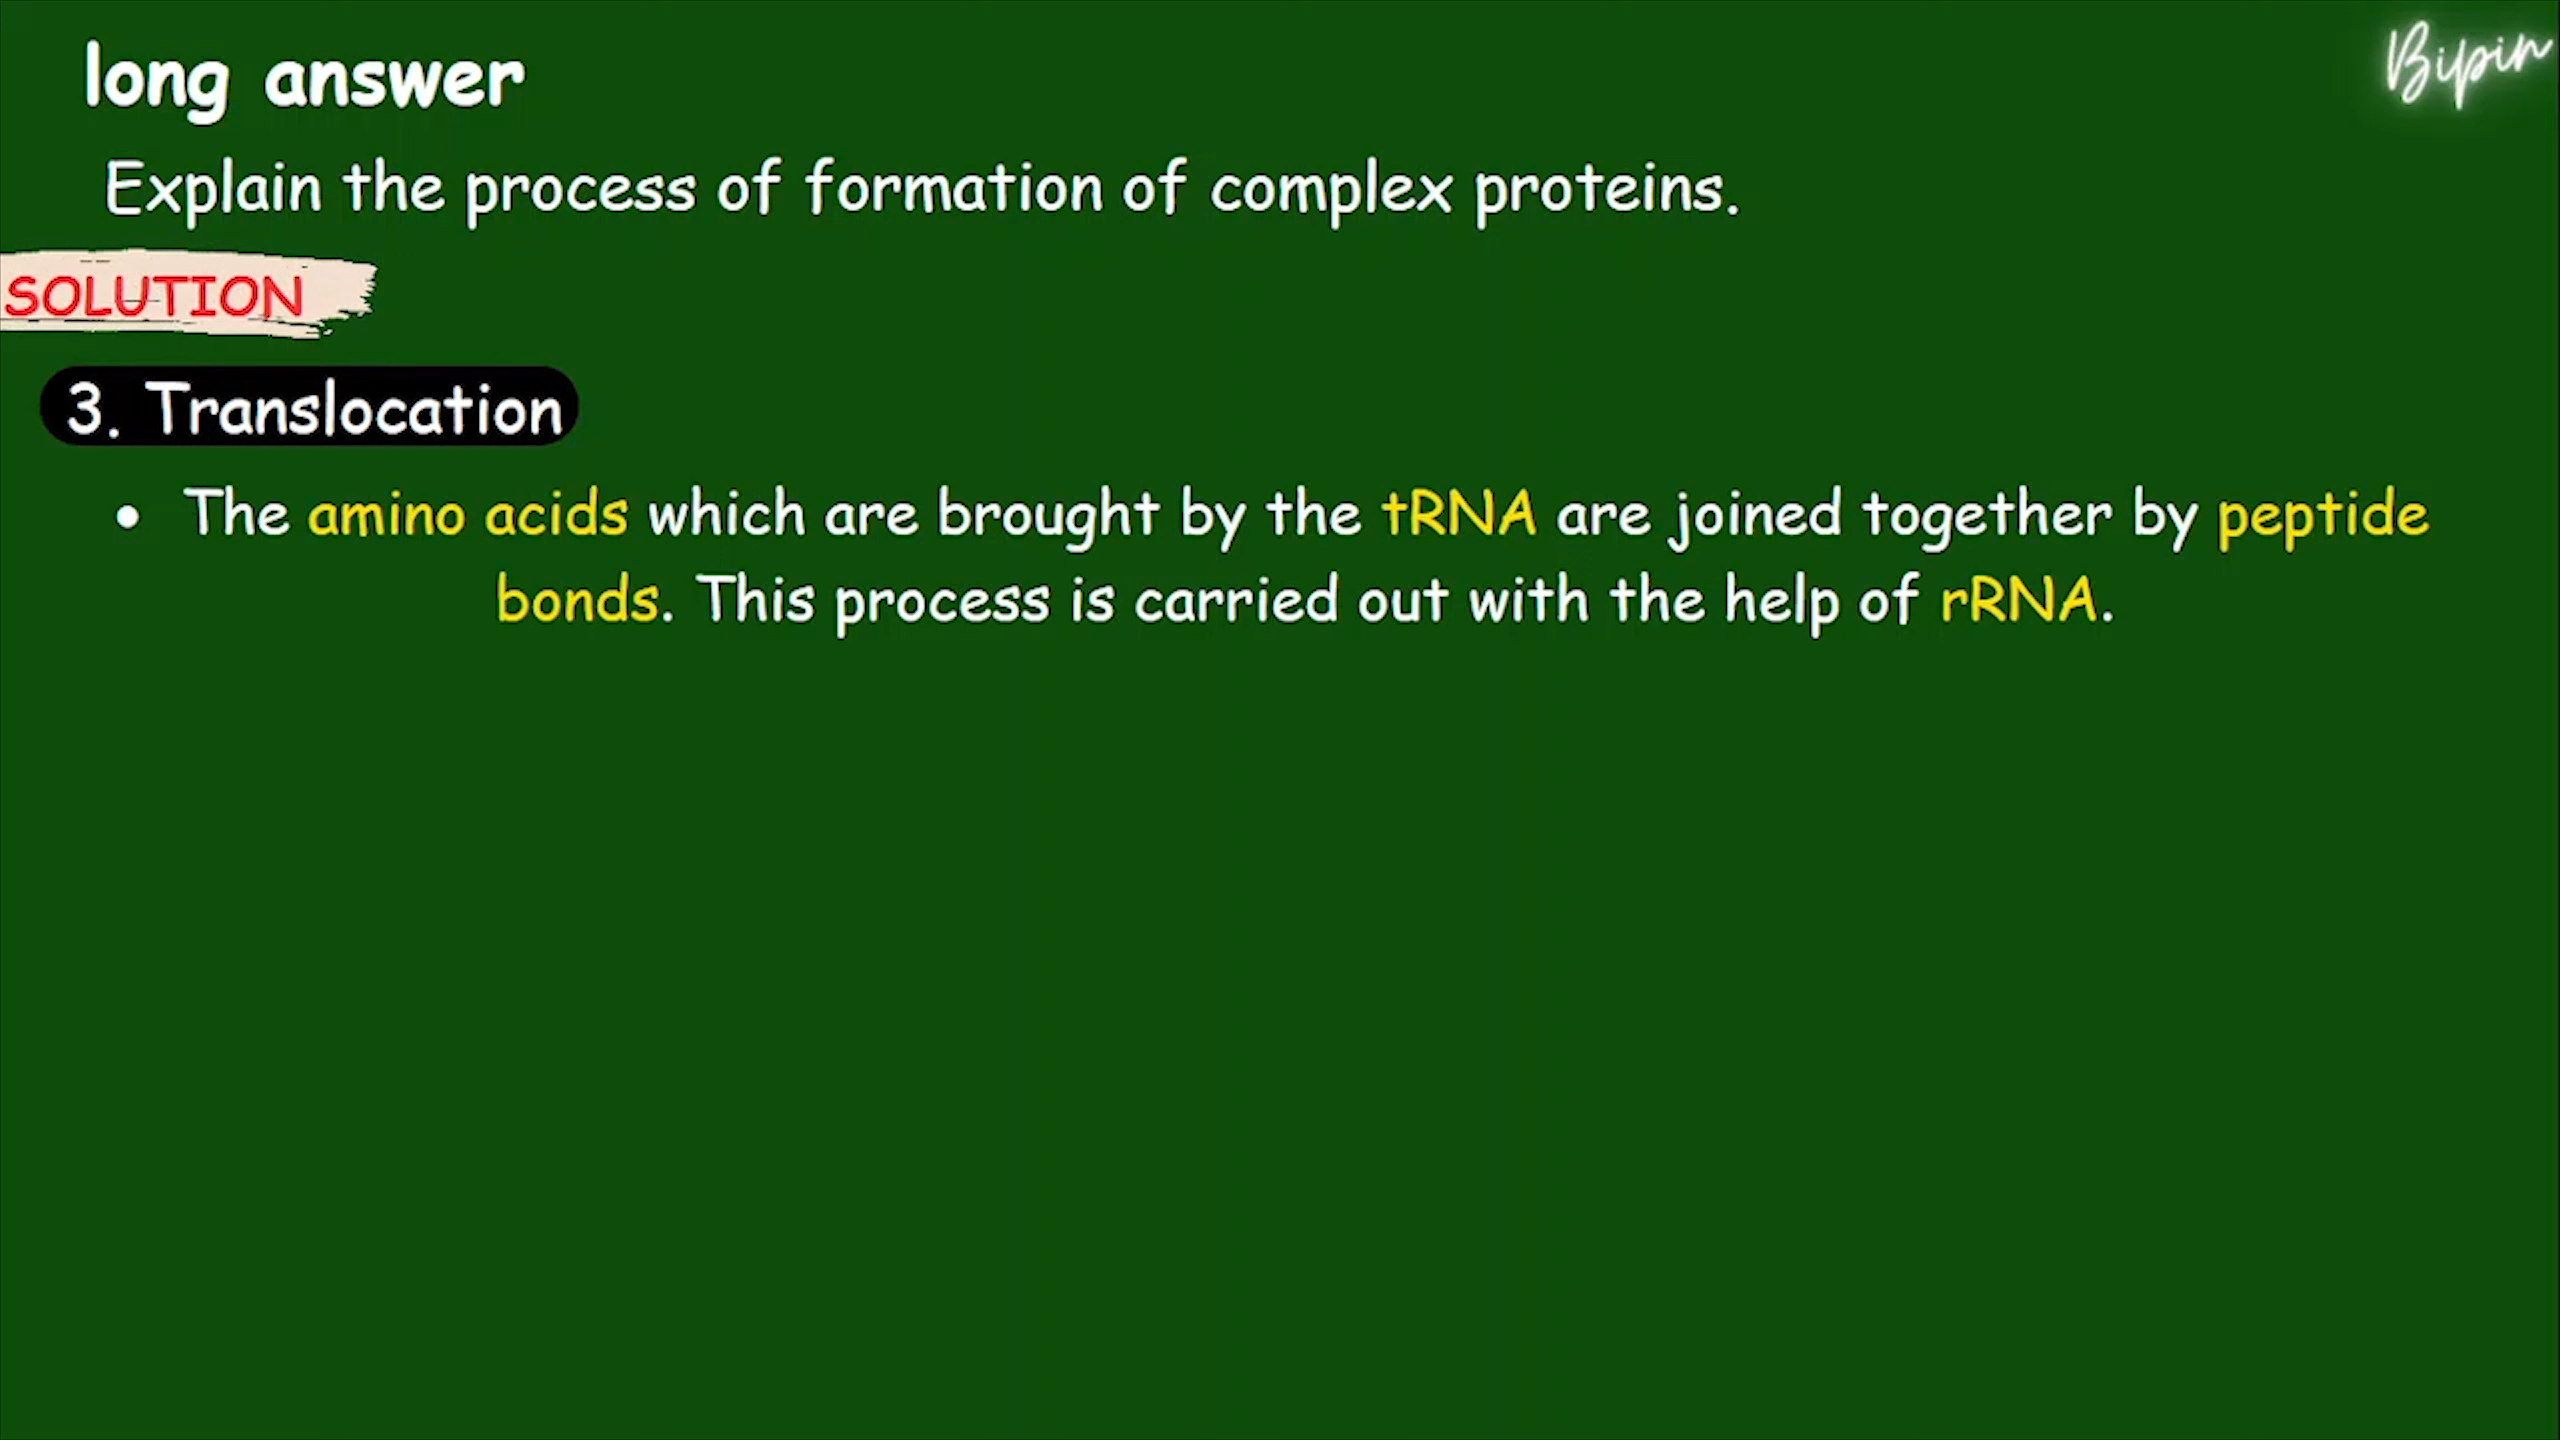 long answer
Bipin
Explain the process of formation of complex proteins.
SOLUTION
3. Translocation
• The amino acids which are brought by the tRNA are joined together by peptide
bonds. This process is carried out with the help of rRNA.